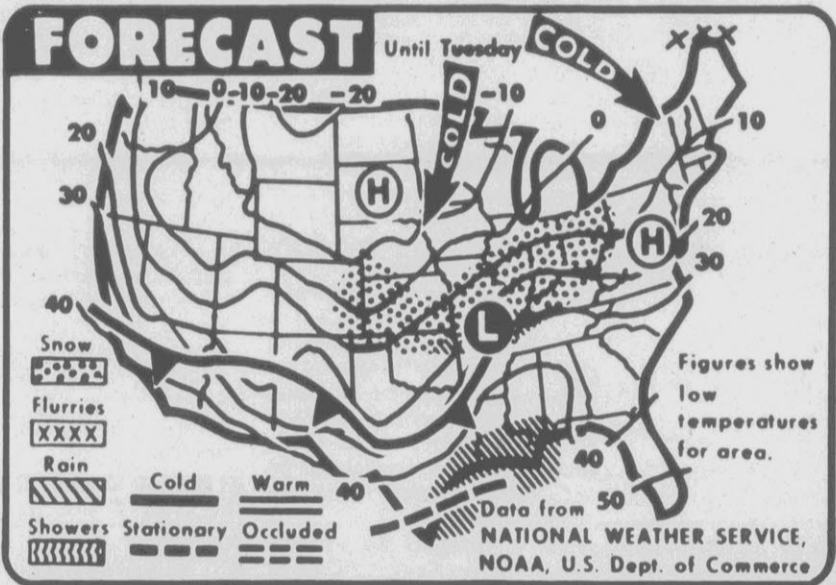 FORECAST
Until Tuesday
COLD
COLD
10 0 -10 -20 -20 -10
0
10
20
30
20
30
40
H
H
L
Snow
Flurries
XXXX
Rain
Showers
Cold
Warm
Stationary
Occluded
40
40
50
XXX
Figures show
low
temperatures
for area.
Data from
NATIONAL WEATHER SERVICE,
NOAA, U.S. Dept. of Commerce